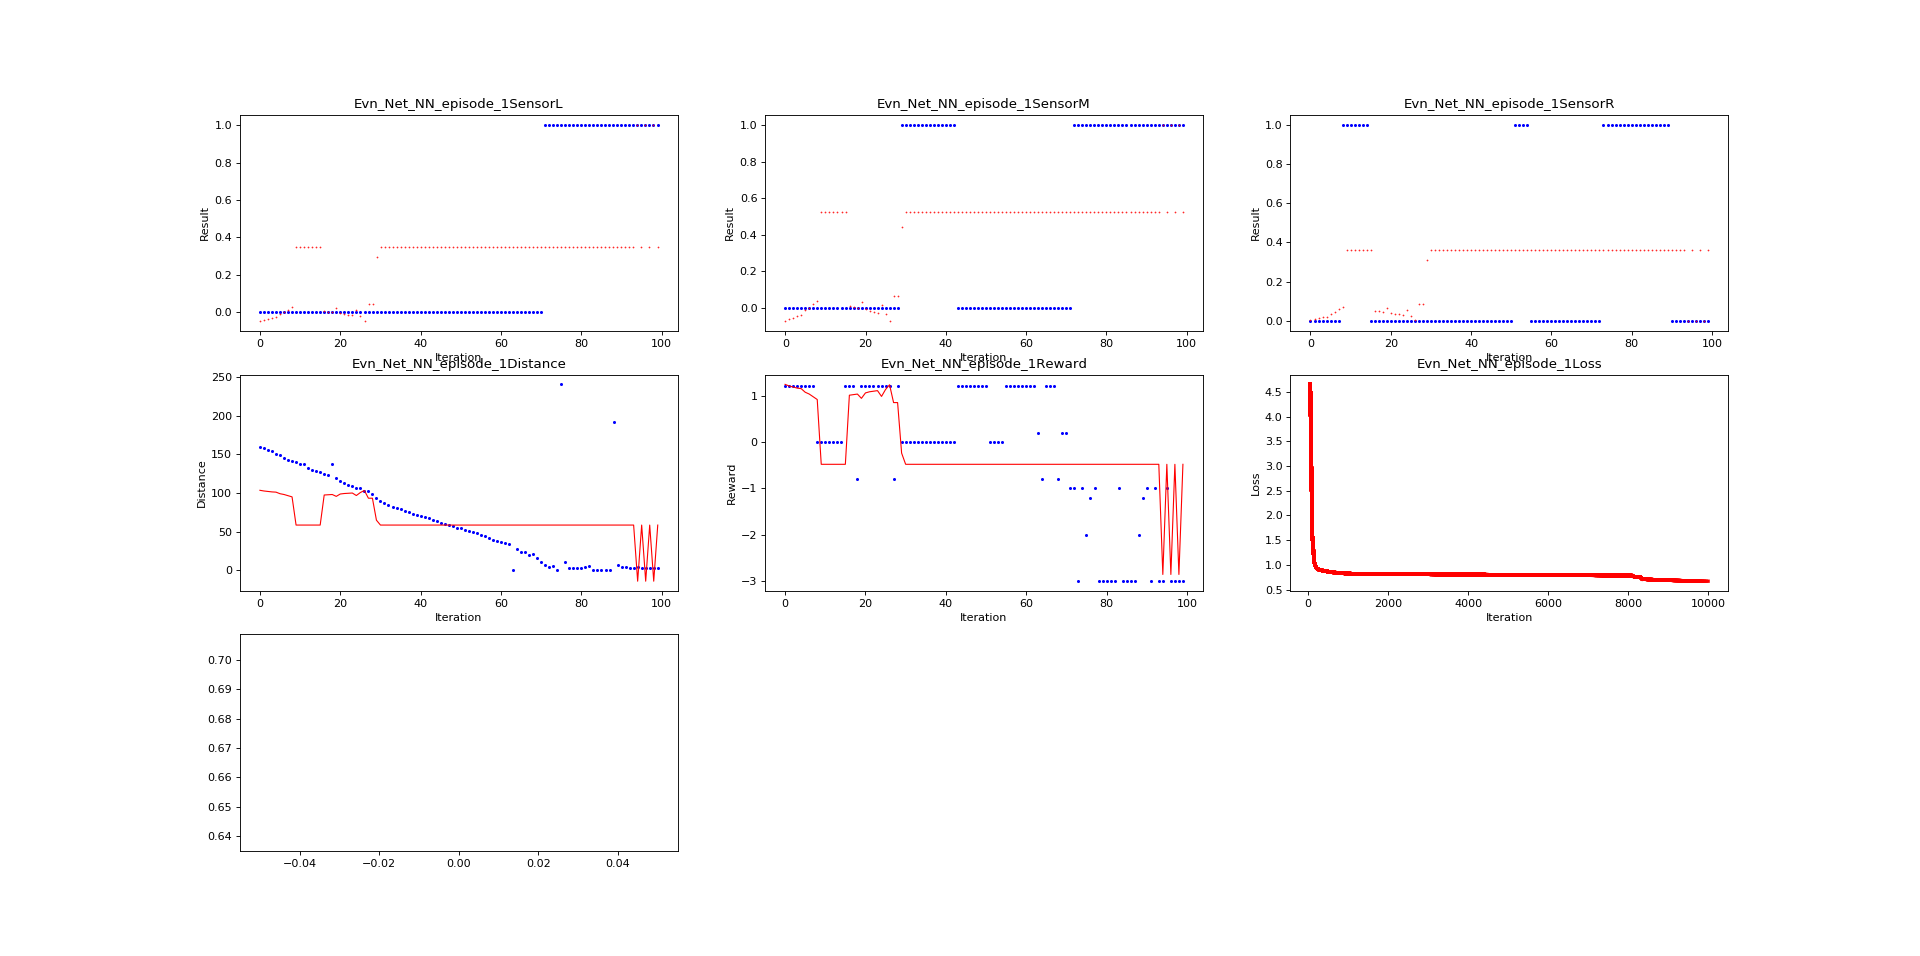 Evn_Net_NN_episode_1SensorL
Evn_Net_NN_episode_1SensorM
Evn_Net_NN_episode_1SensorR
1.0
0.8
0.6
0.4
0.2
0.0
Result
0 20 40 60 80 100
Iteration
1.0
0.8
0.6
0.4
0.2
0.0
Result
0 20 40 60 80 100
Iteration
1.0
0.8
0.6
0.4
0.2
0.0
Result
0 20 40 60 80 100
Iteration
Evn_Net_NN_episode_1Distance
Evn_Net_NN_episode_1Reward
Evn_Net_NN_episode_1Loss
250
200
150
100
50
0
Distance
0 20 40 60 80 100
Iteration
1
0
−1
−2
−3
Reward
0 20 40 60 80 100
Iteration
4.5
4.0
3.5
3.0
2.5
2.0
1.5
1.0
0.5
Loss
0 2000 4000 6000 8000 10000
Iteration
0.70
0.69
0.68
0.67
0.66
0.65
0.64
−0.04 −0.02 0.00 0.02 0.04